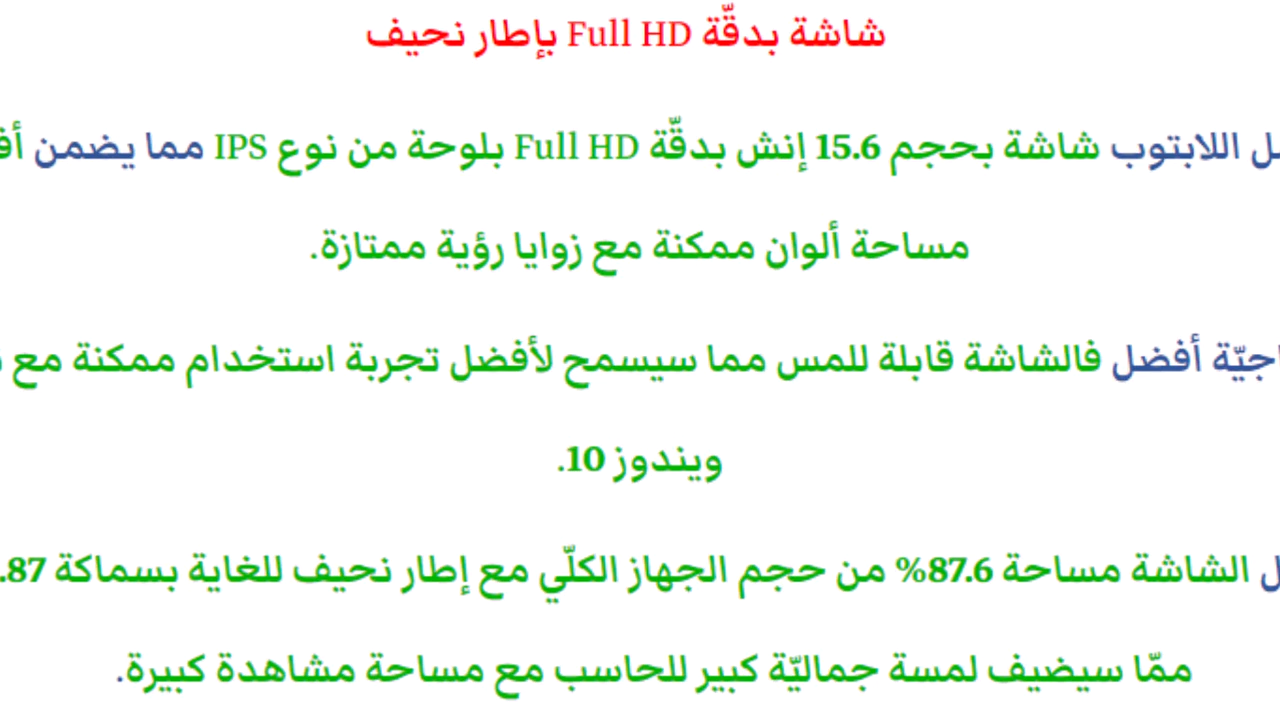 شاشة بدقّة Full HD بإطار نحيف
اللابتوب شاشة بحجم 15.6 إنش بدقّة Full HD بلوحة من نوع IPS مما يضمن
مساحة ألوان ممكنة مع زوايا رؤية ممتازة.
أفضل فالشاشة قابلة للمس مما سيسمح لأفضل تجربة استخدام ممكنة مع
ويندوز 10.
الشاشة مساحة 87.6% من حجم الجهاز الكلّي مع إطار نحيف للغاية بسماكة 87.
ممّا سيضيف لمسة جماليّة كبير للحاسب مع مساحة مشاهدة كبيرة.